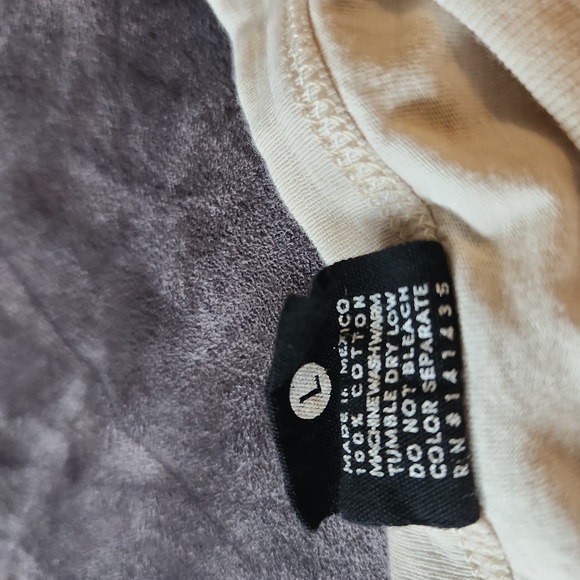 L
MADE IN MEXICO
100% COTTON
MACHINE WASH WARM
TUMBLE DRY LOW
DO NOT BLEACH
COLOR SEPARATE
RN#141435